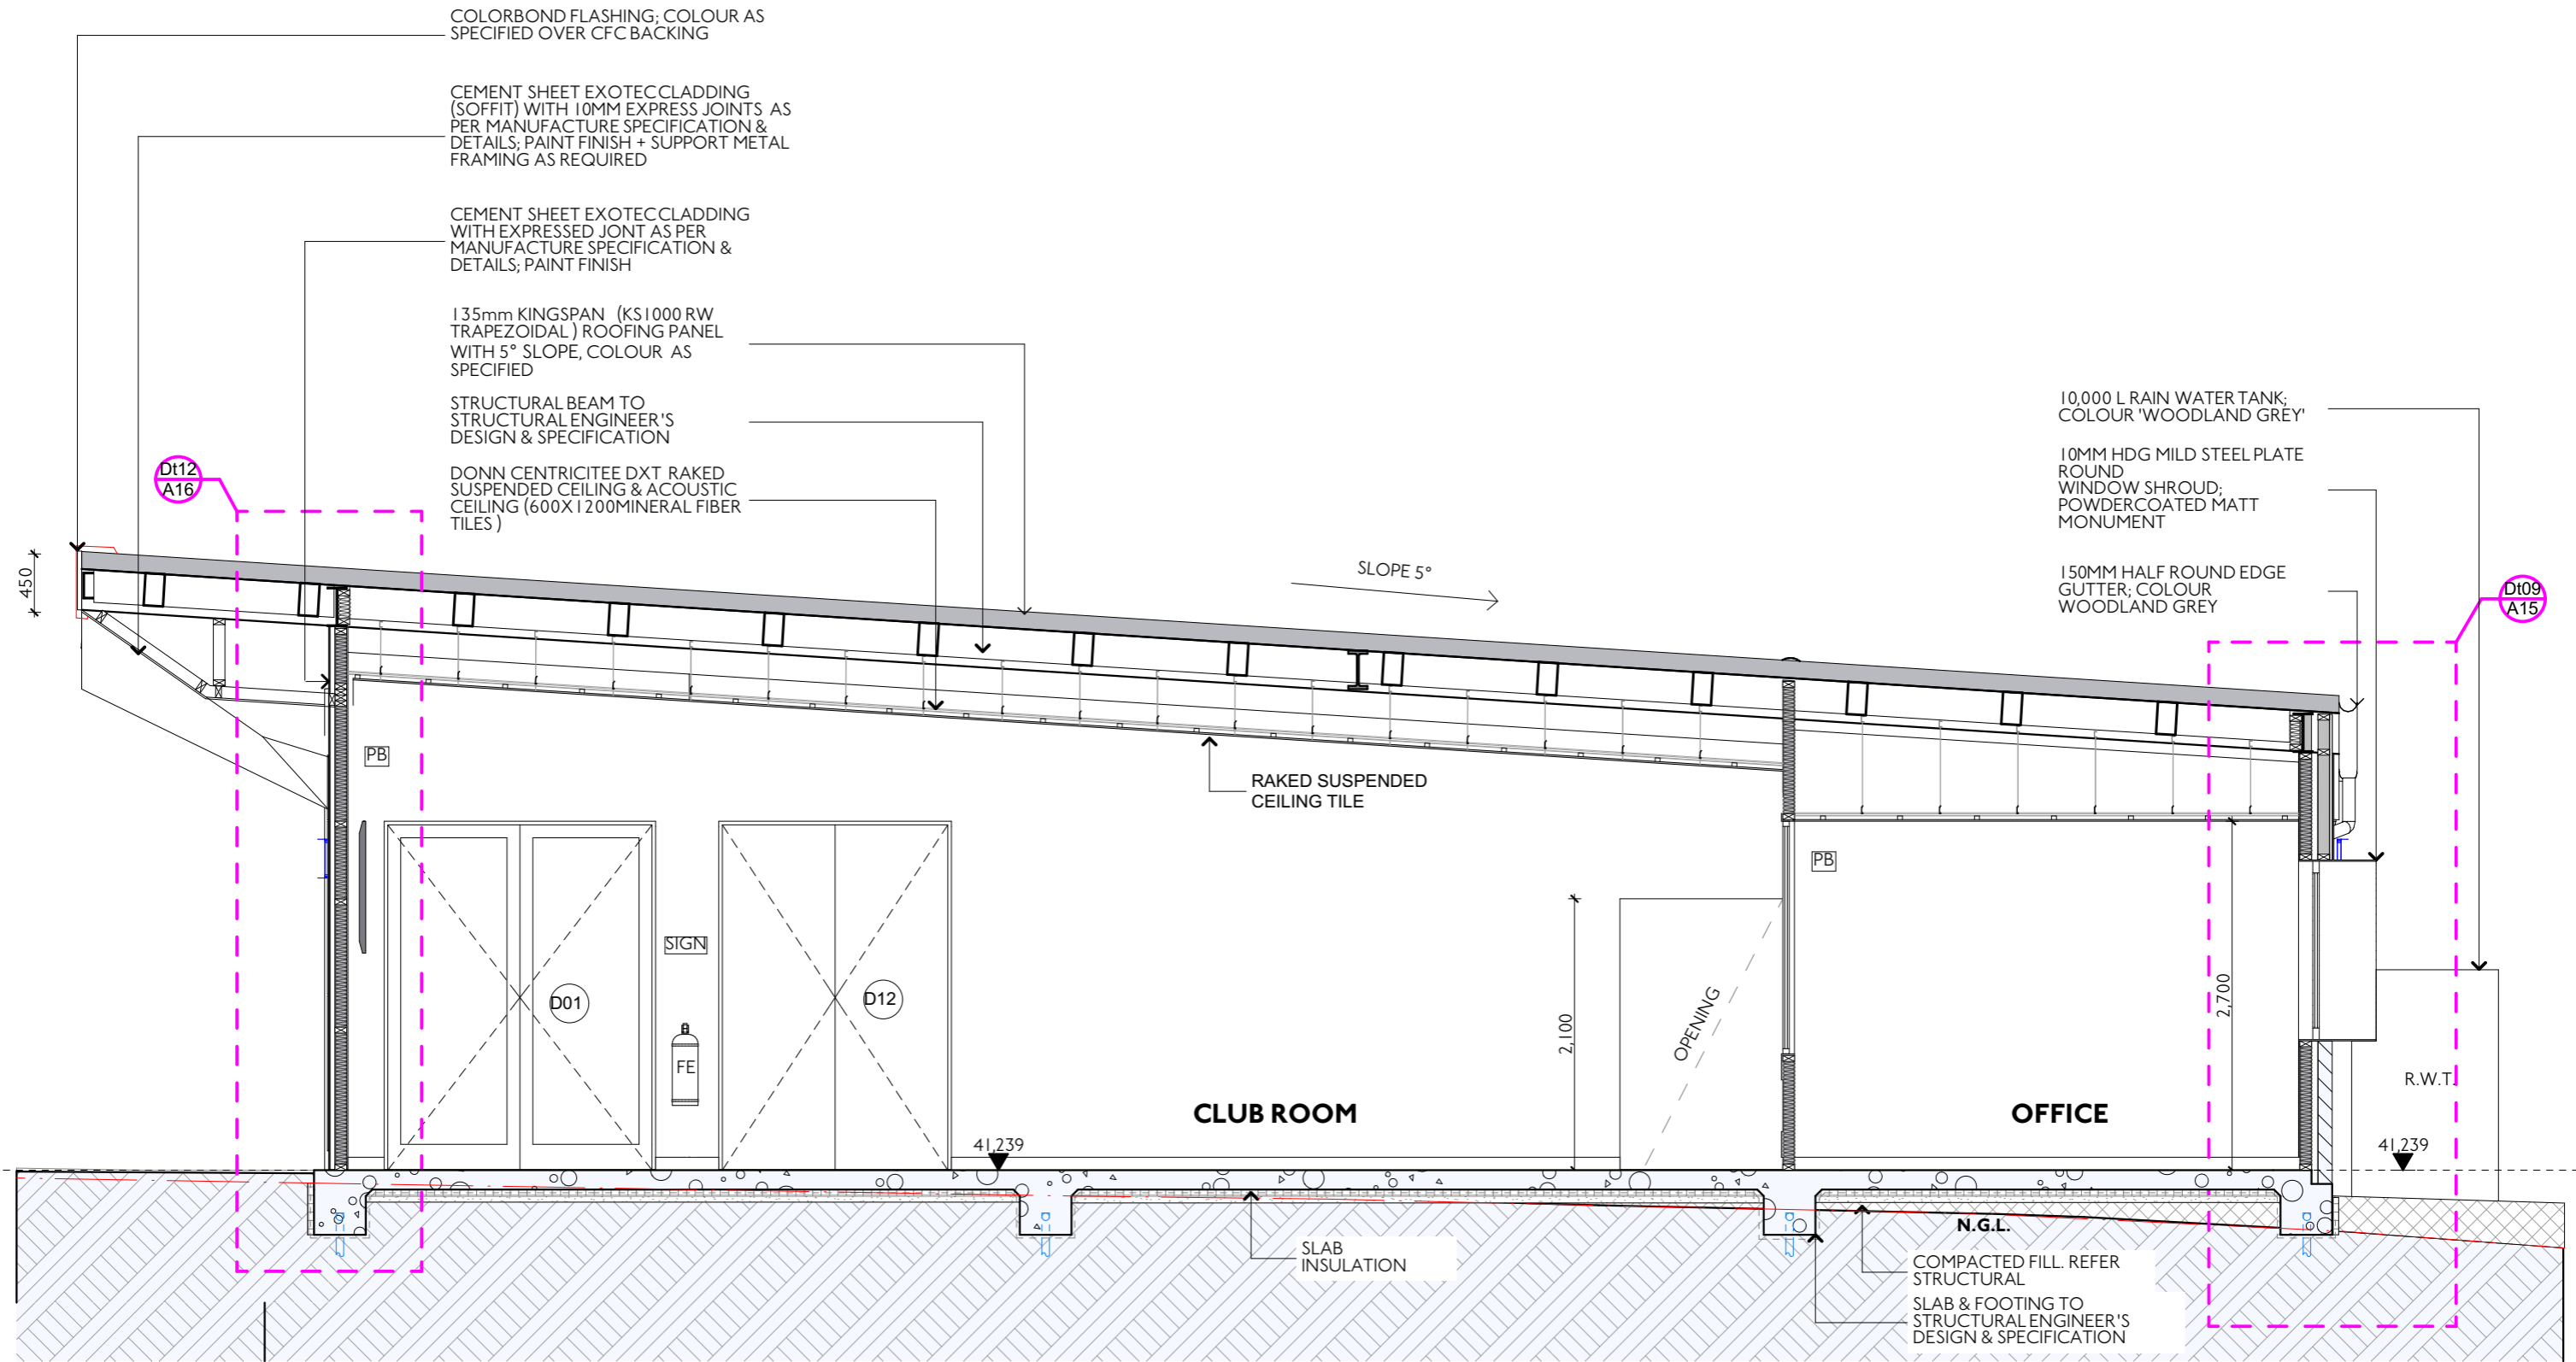 COLORBOND FLASHING; COLOUR AS
SPECIFIED OVER CFC BACKING
CEMENT SHEET EXOTEC CLADDING
(SOFFIT) WITH 10MM EXPRESS JOINTS AS
PER MANUFACTURE SPECIFICATION &
DETAILS; PAINT FINISH + SUPPORT METAL
FRAMING AS REQUIRED
CEMENT SHEET EXOTEC CLADDING
WITH EXPRESSED JONT AS PER
MANUFACTURE SPECIFICATION &
DETAILS; PAINT FINISH
135mm KINGSPAN (KS1000 RW
TRAPEZOIDAL) ROOFING PANEL
WITH 5° SLOPE, COLOUR AS
SPECIFIED
STRUCTURAL BEAM TO
STRUCTURAL ENGINEER'S
DESIGN & SPECIFICATION
DONN CENTRICITEE DXT RAKED
SUSPENDED CEILING & ACOUSTIC
CEILING (600X1200MINERAL FIBER
TILES )
10,000 L RAIN WATER TANK;
COLOUR 'WOODLAND GREY'
10MM HDG MILD STEEL PLATE
ROUND
WINDOW SHROUD;
POWDERCOATED MATT
MONUMENT
150MM HALF ROUND EDGE
GUTTER; COLOUR
WOODLAND GREY
Dt12
A16
Dt09
A15
450
SLOPE 5°
PB
RAKED SUSPENDED
CEILING TILE
PB
SIGN
D01
D12
FE
2,100
OPENING
2,700
R.W.T.
CLUB ROOM
OFFICE
41,239
41,239
N.G.L.
SLAB
INSULATION
COMPACTED FILL. REFER
STRUCTURAL
SLAB & FOOTING TO
STRUCTURAL ENGINEER'S
DESIGN & SPECIFICATION